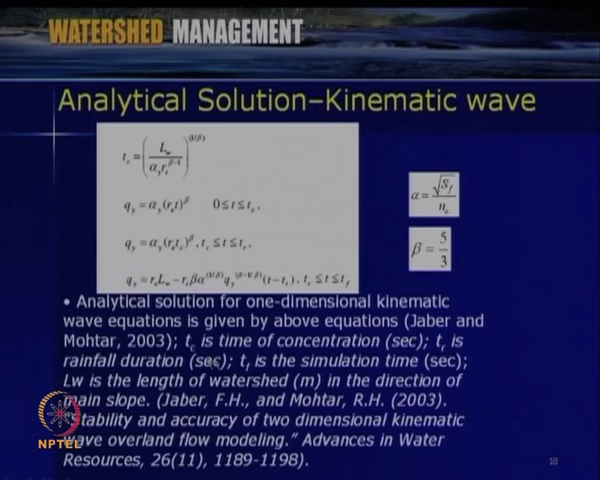 WATERSHED MANAGEMENT
Analytical Solution–Kinematic wave
t_c = (L_w / α_y r_e^{β-1})^{(1/β)}
α = √S_f / n_o
q_y = α_y (r_e t)^β 0 ≤ t ≤ t_c,
q_y = α_y (r_e t_c)^β, t_c ≤ t ≤ t_r,
β = 5/3
q_y = r_e L_w − r_e β α^{(1/β)} q_y^{(β-1/β)} (t − t_r), t_r ≤ t ≤ t_f
• Analytical solution for one-dimensional kinematic
wave equations is given by above equations (Jaber and
Mohtar, 2003); t_c is time of concentration (sec); t_r is
rainfall duration (sec); t_f is the simulation time (sec);
Lw is the length of watershed (m) in the direction of
main slope. (Jaber, F.H., and Mohtar, R.H. (2003).
"Stability and accuracy of two dimensional kinematic
wave overland flow modeling." Advances in Water
Resources, 26(11), 1189-1198).
NPTEL
18